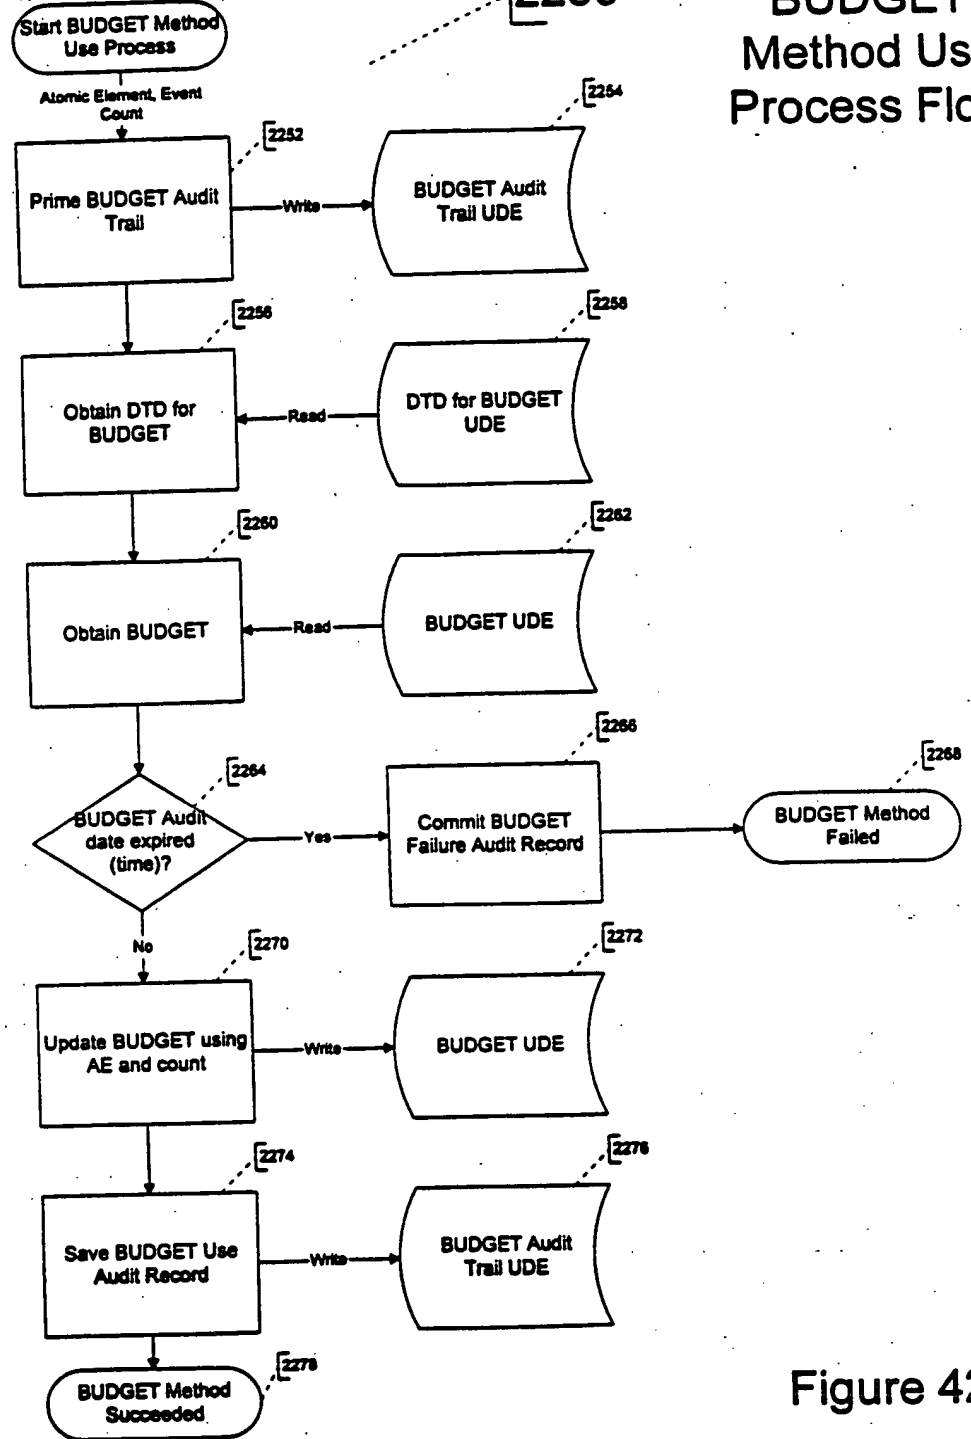 BUDGET
Method Us
Process Flo
Start BUDGET Method
Use Process
Atomic Element, Event
Count
2252
2254
Prime BUDGET Audit
Trail
Write
BUDGET Audit
Trail UDE
2256
2258
Obtain DTD for
BUDGET
Read
DTD for BUDGET
UDE
2260
2262
Obtain BUDGET
Read
BUDGET UDE
2264
2266
2268
BUDGET Audit
date expired
(time)?
Yes
Commit BUDGET
Failure Audit Record
BUDGET Method
Failed
No
2270
2272
Update BUDGET using
AE and count
Write
BUDGET UDE
2274
2276
Save BUDGET Use
Audit Record
Write
BUDGET Audit
Trail UDE
2278
BUDGET Method
Succeeded
Figure 42